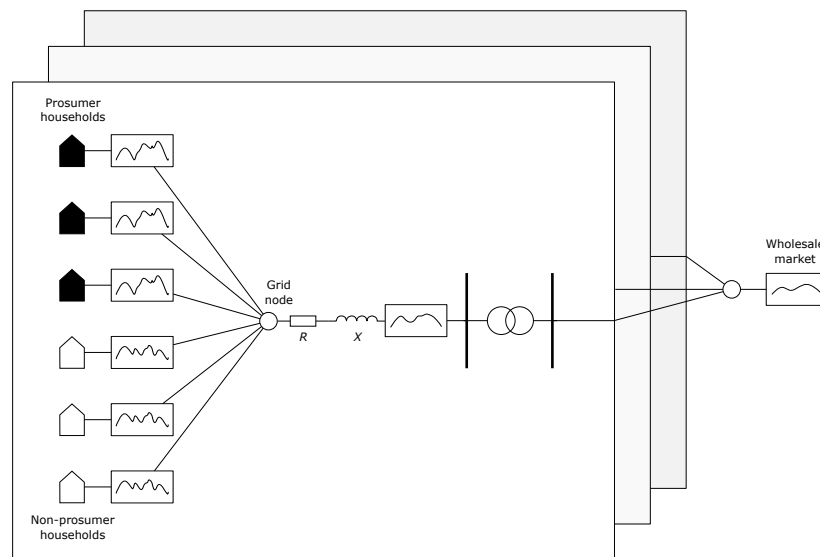 Prosumer
households
Grid
node
R
X
Wholesale
market
Non-prosumer
households